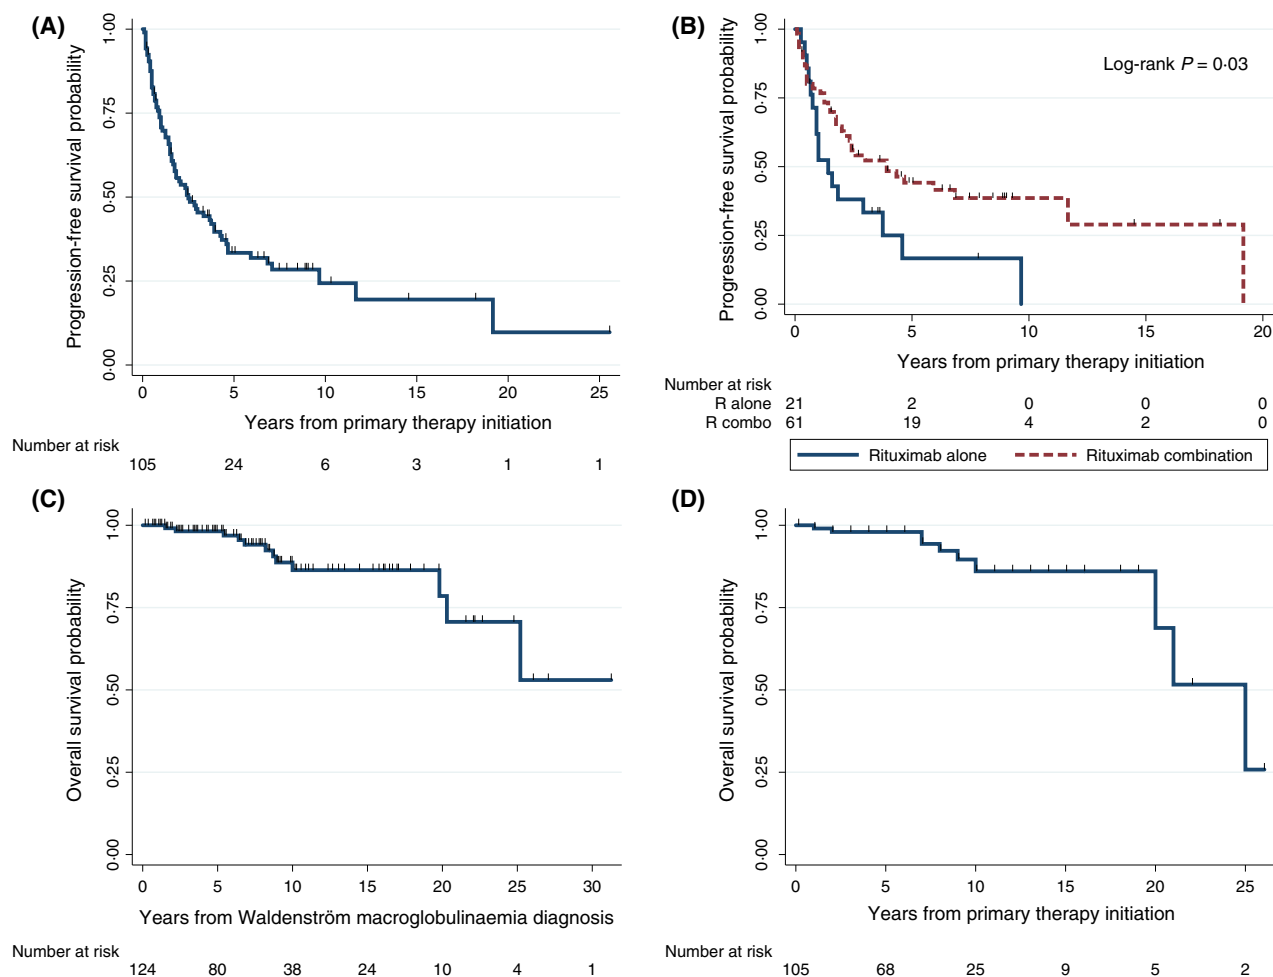 (A)
Progression-free survival probability
1·00
0·75
0·50
0·25
0·00
0 5 10 15 20 25
Years from primary therapy initiation
Number at risk
105 24 6 3 1 1
(B)
Progression-free survival probability
1·00
0·75
0·50
0·25
0·00
Log-rank P = 0·03
0 5 10 15 20
Years from primary therapy initiation
Number at risk
R alone 21 2 0 0 0
R combo 61 19 4 2 0
Rituximab alone Rituximab combination
(C)
Overall survival probability
1·00
0·75
0·50
0·25
0·00
0 5 10 15 20 25 30
Years from Waldenström macroglobulinaemia diagnosis
Number at risk
124 80 38 24 10 4 1
(D)
Overall survival probability
1·00
0·75
0·50
0·25
0·00
0 5 10 15 20 25
Years from primary therapy initiation
Number at risk
105 68 25 9 5 2